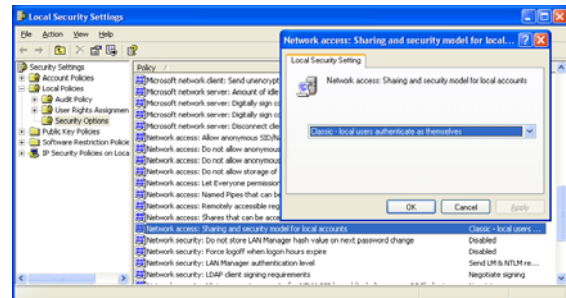 Local Security Settings
File Action View Help
Security Settings
Account Policies
Local Policies
Audit Policy
User Rights Assignmen
Security Options
Public Key Policies
Software Restriction Policie
IP Security Policies on Loca
Policy
Microsoft network client: Send unencrypt
Microsoft network server: Amount of idle
Microsoft network server: Digitally sign c
Microsoft network server: Digitally sign c
Microsoft network server: Disconnect clie
Network access: Allow anonymous SID/N
Network access: Do not allow anonymou
Network access: Do not allow anonymou
Network access: Do not allow storage of
Network access: Let Everyone permission
Network access: Named Pipes that can b
Network access: Remotely accessible reg
Network access: Shares that can be acce
Network access: Sharing and security model for local accounts Classic - local users ...
Network security: Do not store LAN Manager hash value on next password change Disabled
Network security: Force logoff when logon hours expire Disabled
Network security: LAN Manager authentication level Send LM & NTLM re...
Network security: LDAP client signing requirements Negotiate signing
Network access: Sharing and security model for local...
Local Security Setting
Network access: Sharing and security model for local accounts
Classic - local users authenticate as themselves
OK Cancel Apply